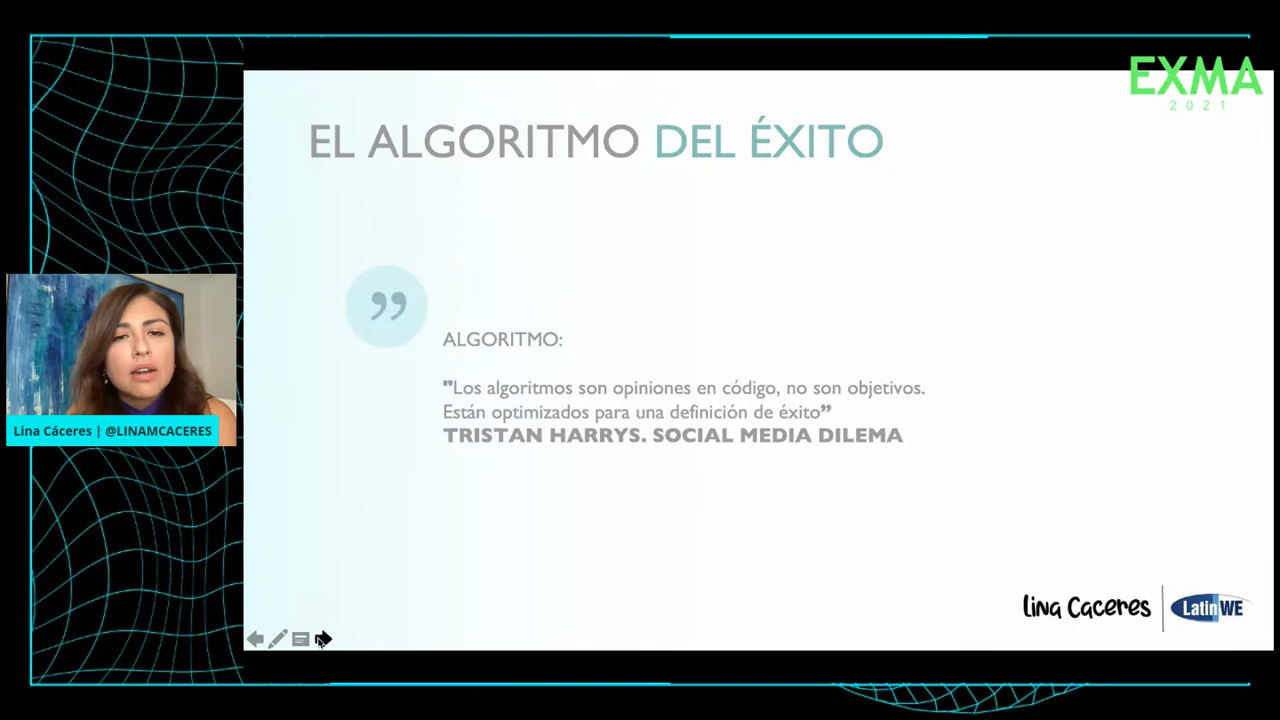 EXMA
2021
EL ALGORITMO DEL ÉXITO
”
ALGORITMO:
"Los algoritmos son opiniones en código, no son objetivos.
Están optimizados para una definición de éxito”
TRISTAN HARRYS. SOCIAL MEDIA DILEMA
Lina Cáceres | @LINAMCACERES
Lina Caceres
LatinWE